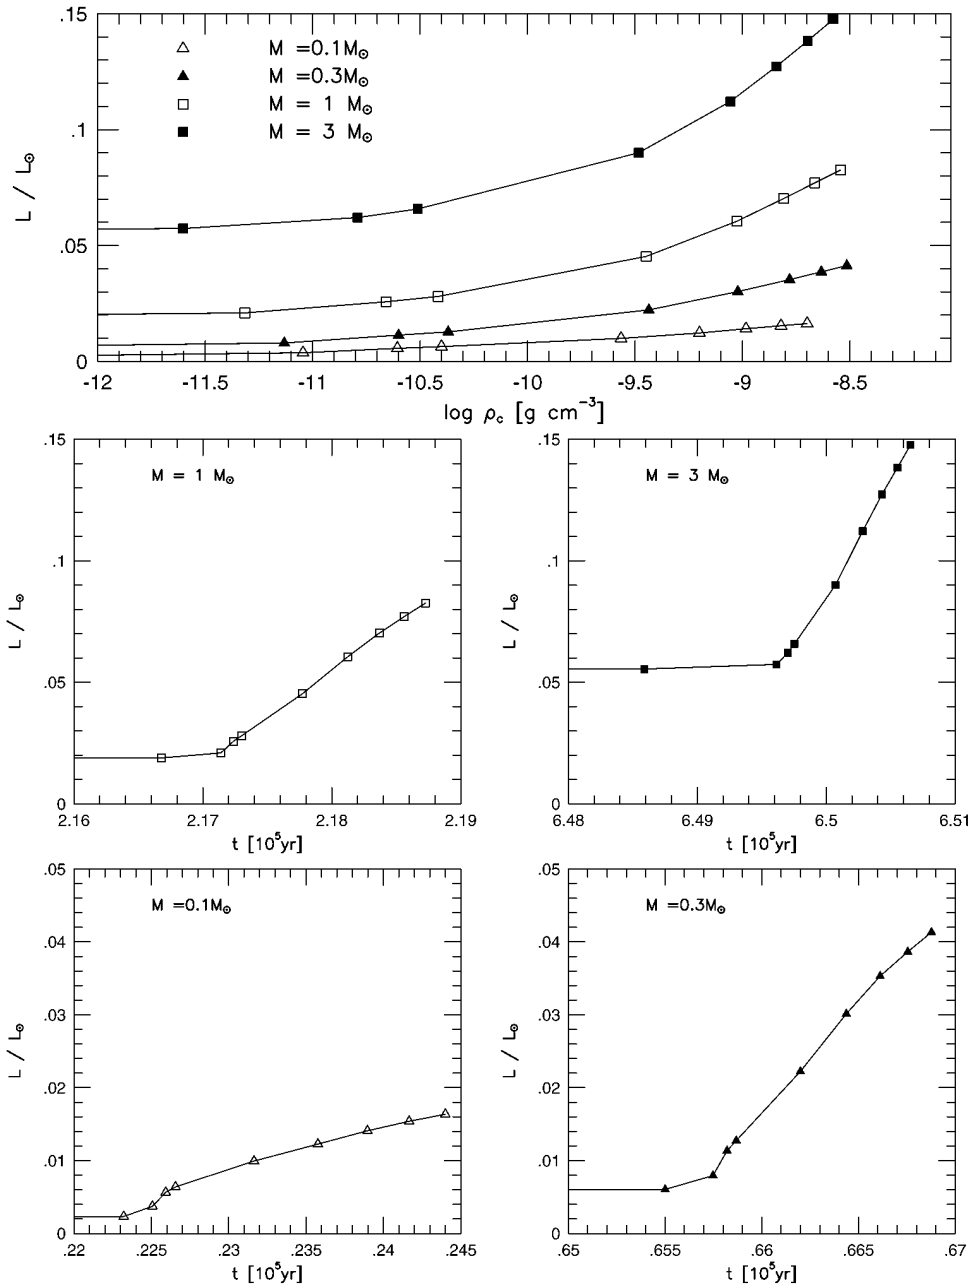 .15
M =0.1M⊙
M =0.3M⊙
M = 1 M⊙
M = 3 M⊙
.1
.05
0
L / L⊙
-12 -11.5 -11 -10.5 -10 -9.5 -9 -8.5
log ρc [g cm−3]
.15
.1
.05
0
L / L⊙
M = 1 M⊙
2.16 2.17 2.18 2.19
t [10⁵yr]
.15
.1
.05
0
L / L⊙
M = 3 M⊙
6.48 6.49 6.5 6.51
t [10⁵yr]
.05
.04
.03
.02
.01
0
L / L⊙
M =0.1M⊙
.22 .225 .23 .235 .24 .245
t [10⁵yr]
.05
.04
.03
.02
.01
0
L / L⊙
M =0.3M⊙
.65 .655 .66 .665 .67
t [10⁵yr]